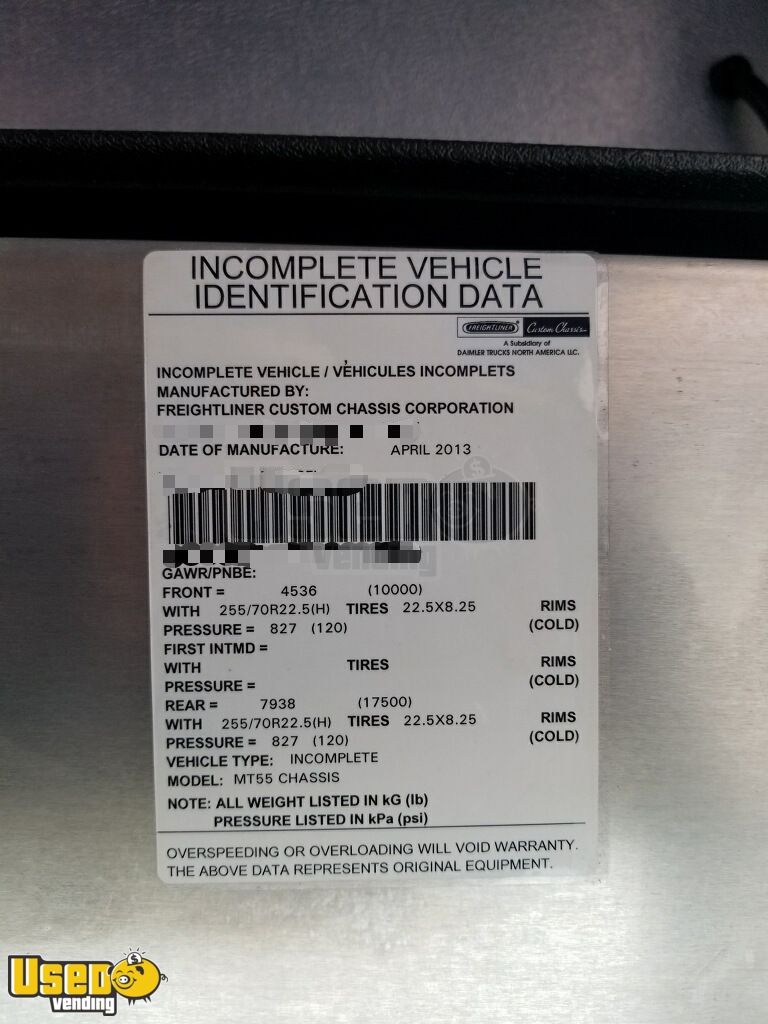 INCOMPLETE VEHICLE
IDENTIFICATION DATA
FREIGHTLINER Custom Chassis
A Subsidiary of
DAIMLER TRUCKS NORTH AMERICA LLC.
INCOMPLETE VEHICLE / VÉHICULES INCOMPLETS
MANUFACTURED BY:
FREIGHTLINER CUSTOM CHASSIS CORPORATION
DATE OF MANUFACTURE: APRIL 2013
Used
vending
GAWR/PNBE:
FRONT = 4536 (10000)
WITH 255/70R22.5(H) TIRES 22.5X8.25 RIMS
PRESSURE = 827 (120) (COLD)
FIRST INTMD =
WITH TIRES RIMS
PRESSURE = (COLD)
REAR = 7938 (17500)
WITH 255/70R22.5(H) TIRES 22.5X8.25 RIMS
PRESSURE = 827 (120) (COLD)
VEHICLE TYPE: INCOMPLETE
MODEL: MT55 CHASSIS
NOTE: ALL WEIGHT LISTED IN kG (lb)
PRESSURE LISTED IN kPa (psi)
OVERSPEEDING OR OVERLOADING WILL VOID WARRANTY.
THE ABOVE DATA REPRESENTS ORIGINAL EQUIPMENT.
Used
vending